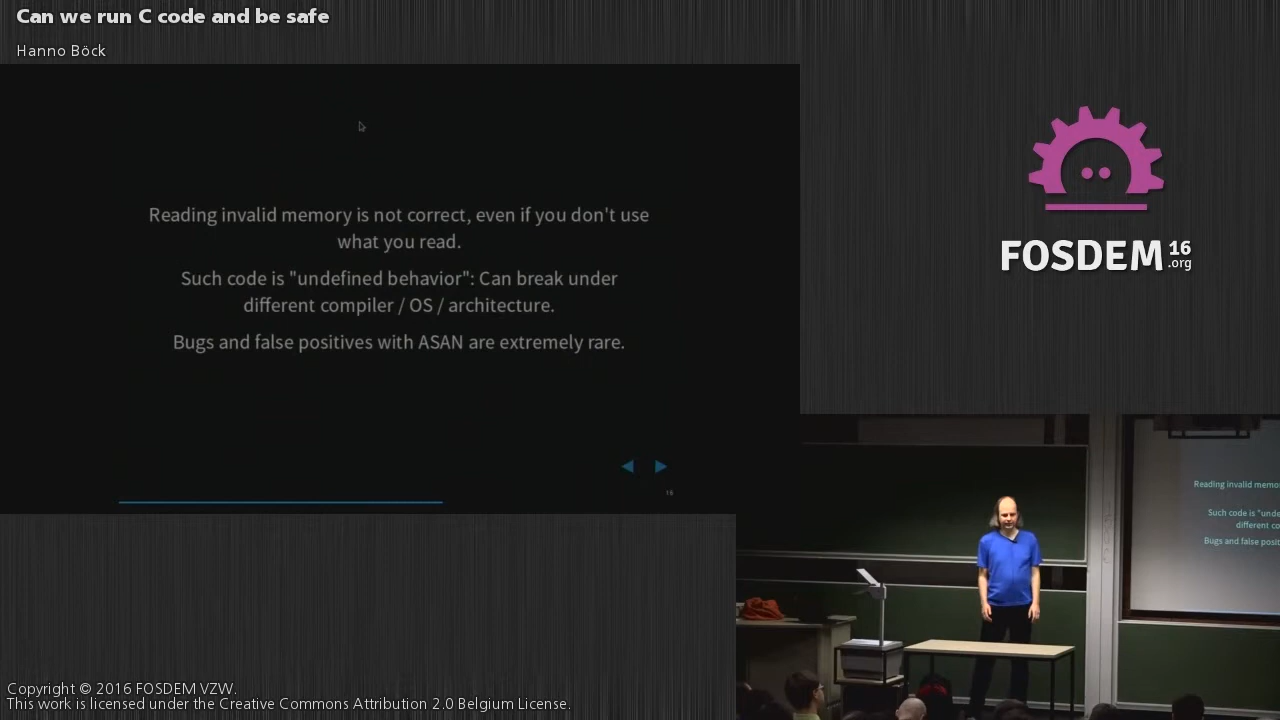 Can we run C code and be safe
Hanno Böck
Reading invalid memory is not correct, even if you don't use
what you read.
Such code is "undefined behavior": Can break under
different compiler / OS / architecture.
Bugs and false positives with ASAN are extremely rare.
16
FOSDEM 16
.org
Reading invalid memo
Such code is "unde
different co
Bugs and false posit
Copyright © 2016 FOSDEM VZW.
This work is licensed under the Creative Commons Attribution 2.0 Belgium License.